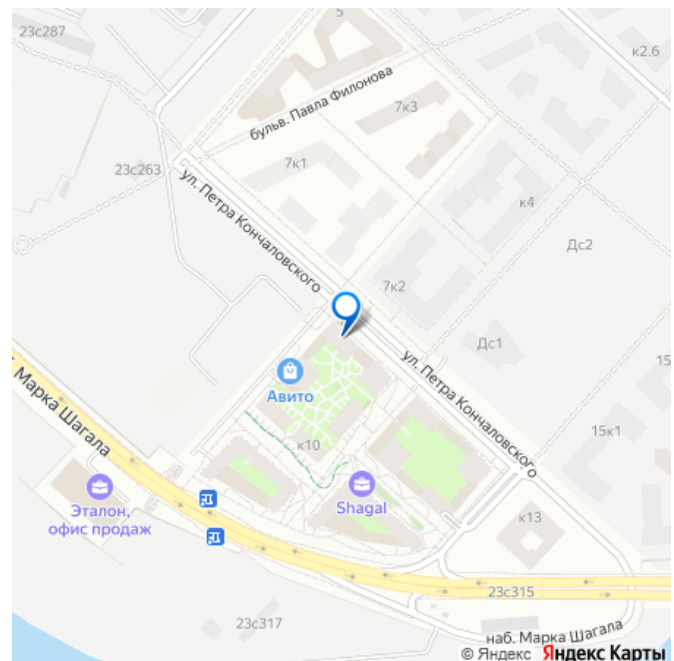 23с287
5
к2.6
бульв. Павла Филонова
7к3
7к1
23с263
ул. Петра Кончаловского
к4
Дс2
7к2
Дс1
ул. Петра Кончаловского
15
Авито
Марка Шагала
15к1
к10
Эталон,
офис продаж
Shagal
к13
23с315
23с317
наб. Марка Шагала
© Яндекс Яндекс Карты